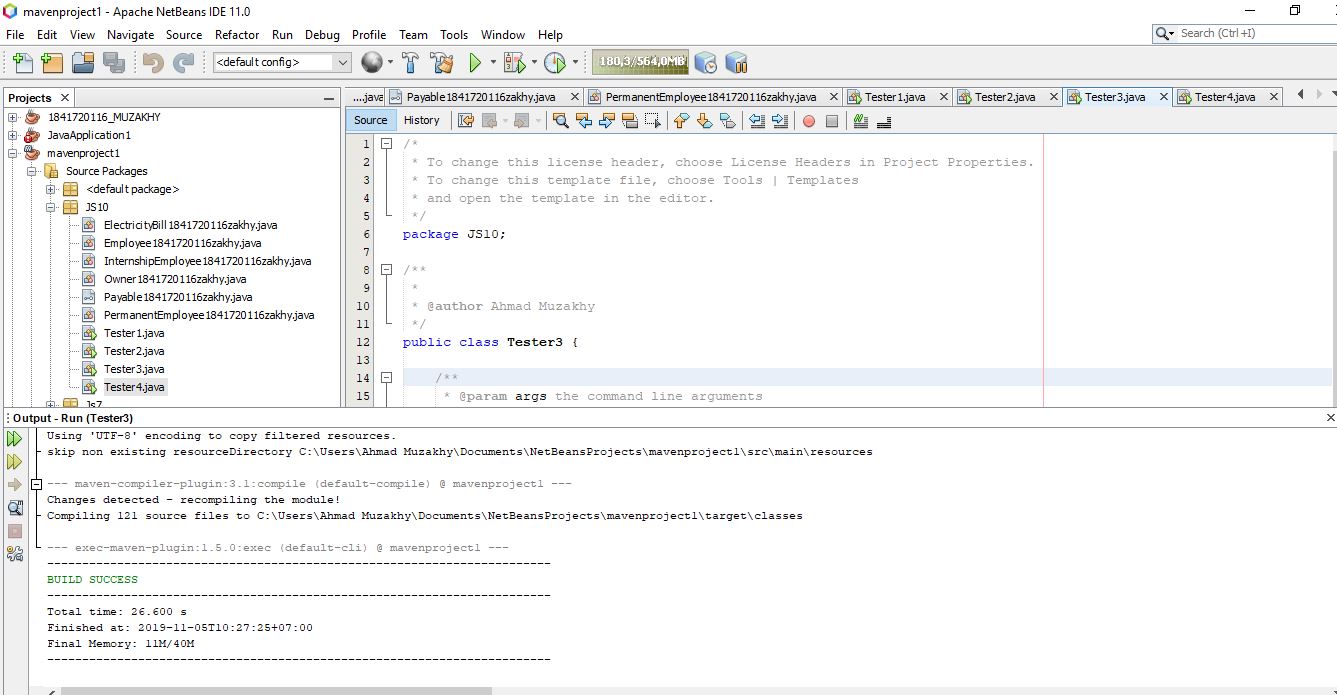 mavenproject1 - Apache NetBeans IDE 11.0
File Edit View Navigate Source Refactor Run Debug Profile Team Tools Window Help
Search (Ctrl+I)
<default config>
180,3/564,0MB
Projects
....java
Payable1841720116zakhy.java
PermanentEmployee1841720116zakhy.java
Tester1.java
Tester2.java
Tester3.java
Tester4.java
1841720116_MUZAKHY
JavaApplication1
mavenproject1
Source Packages
<default package>
JS10
ElectricityBill1841720116zakhy.java
Employee1841720116zakhy.java
InternshipEmployee1841720116zakhy.java
Owner1841720116zakhy.java
Payable1841720116zakhy.java
PermanentEmployee1841720116zakhy.java
Tester1.java
Tester2.java
Tester3.java
Tester4.java
Js7
Source History
1 /*
2 * To change this license header, choose License Headers in Project Properties.
3 * To change this template file, choose Tools | Templates
4 * and open the template in the editor.
5 */
6 package JS10;
7
8 /**
9 *
10 * @author Ahmad Muzakhy
11 */
12 public class Tester3 {
13
14 /**
15 * @param args the command line arguments
Output - Run (Tester3)
Using 'UTF-8' encoding to copy filtered resources.
skip non existing resourceDirectory C:\Users\Ahmad Muzakhy\Documents\NetBeansProjects\mavenproject1\src\main\resources
--- maven-compiler-plugin:3.1:compile (default-compile) @ mavenproject1 ---
Changes detected - recompiling the module!
Compiling 121 source files to C:\Users\Ahmad Muzakhy\Documents\NetBeansProjects\mavenproject1\target\classes
--- exec-maven-plugin:1.5.0:exec (default-cli) @ mavenproject1 ---
------------------------------------------------------------------------
BUILD SUCCESS
------------------------------------------------------------------------
Total time: 26.600 s
Finished at: 2019-11-05T10:27:25+07:00
Final Memory: 11M/40M
------------------------------------------------------------------------